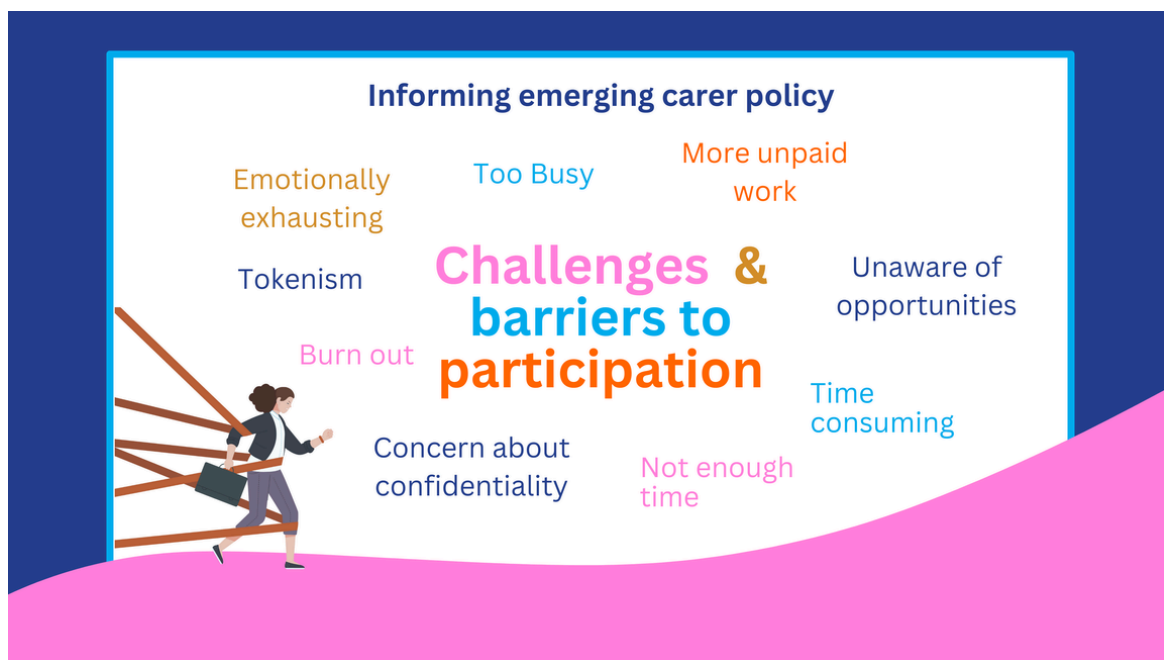 Informing emerging carer policy
Emotionally
exhausting
Too Busy
More unpaid
work
Tokenism
Challenges &
barriers to
participation
Unaware of
opportunities
Burn out
Time
consuming
Concern about
confidentiality
Not enough
time